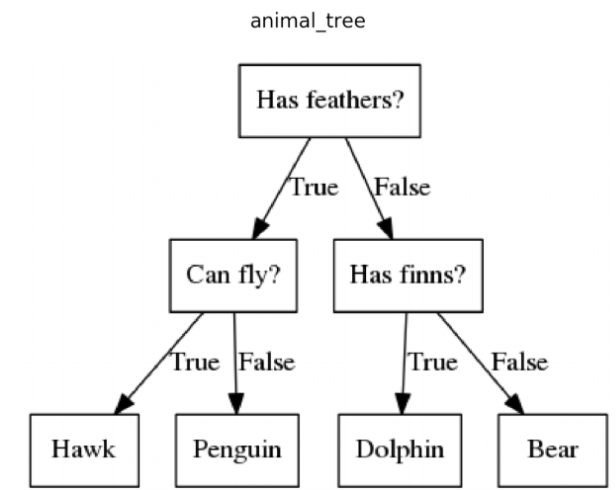 animal_tree
Has feathers?
True False
Can fly? Has finns?
True False True False
Hawk Penguin Dolphin Bear